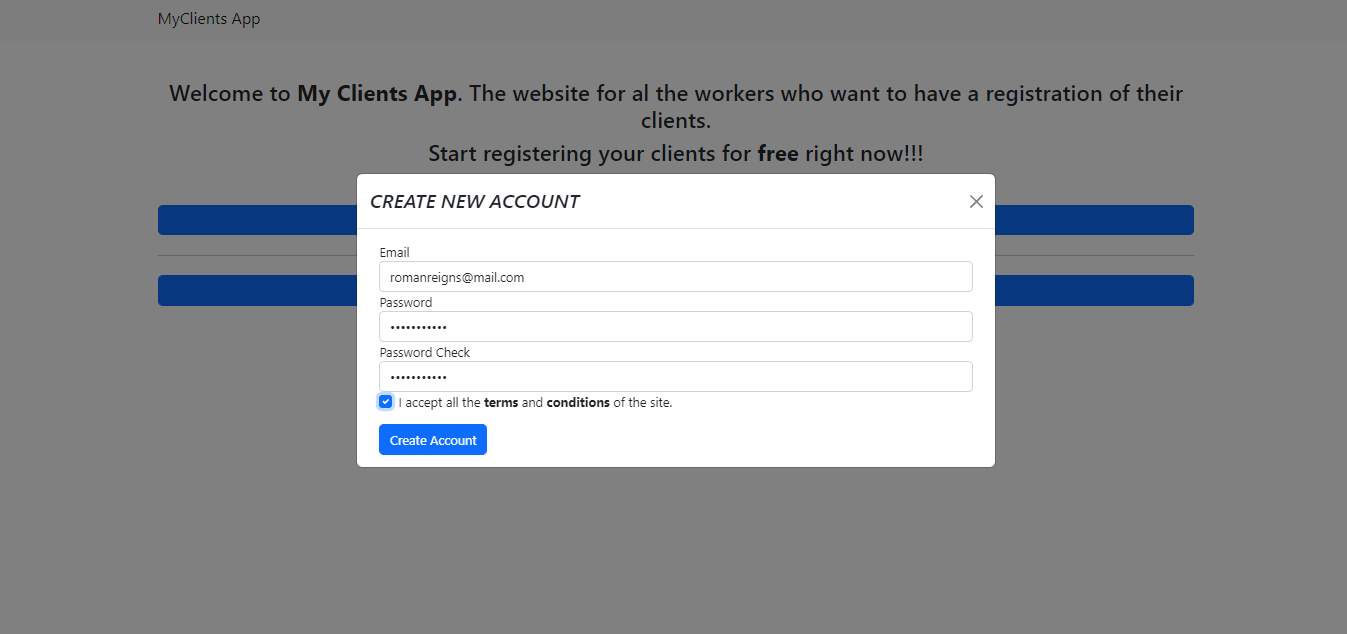 MyClients App
Welcome to My Clients App. The website for al the workers who want to have a registration of their
clients.
Start registering your clients for free right now!!!
CREATE NEW ACCOUNT
Email
romanreigns@mail.com
Password
•••••••••••
Password Check
•••••••••••
I accept all the terms and conditions of the site.
Create Account